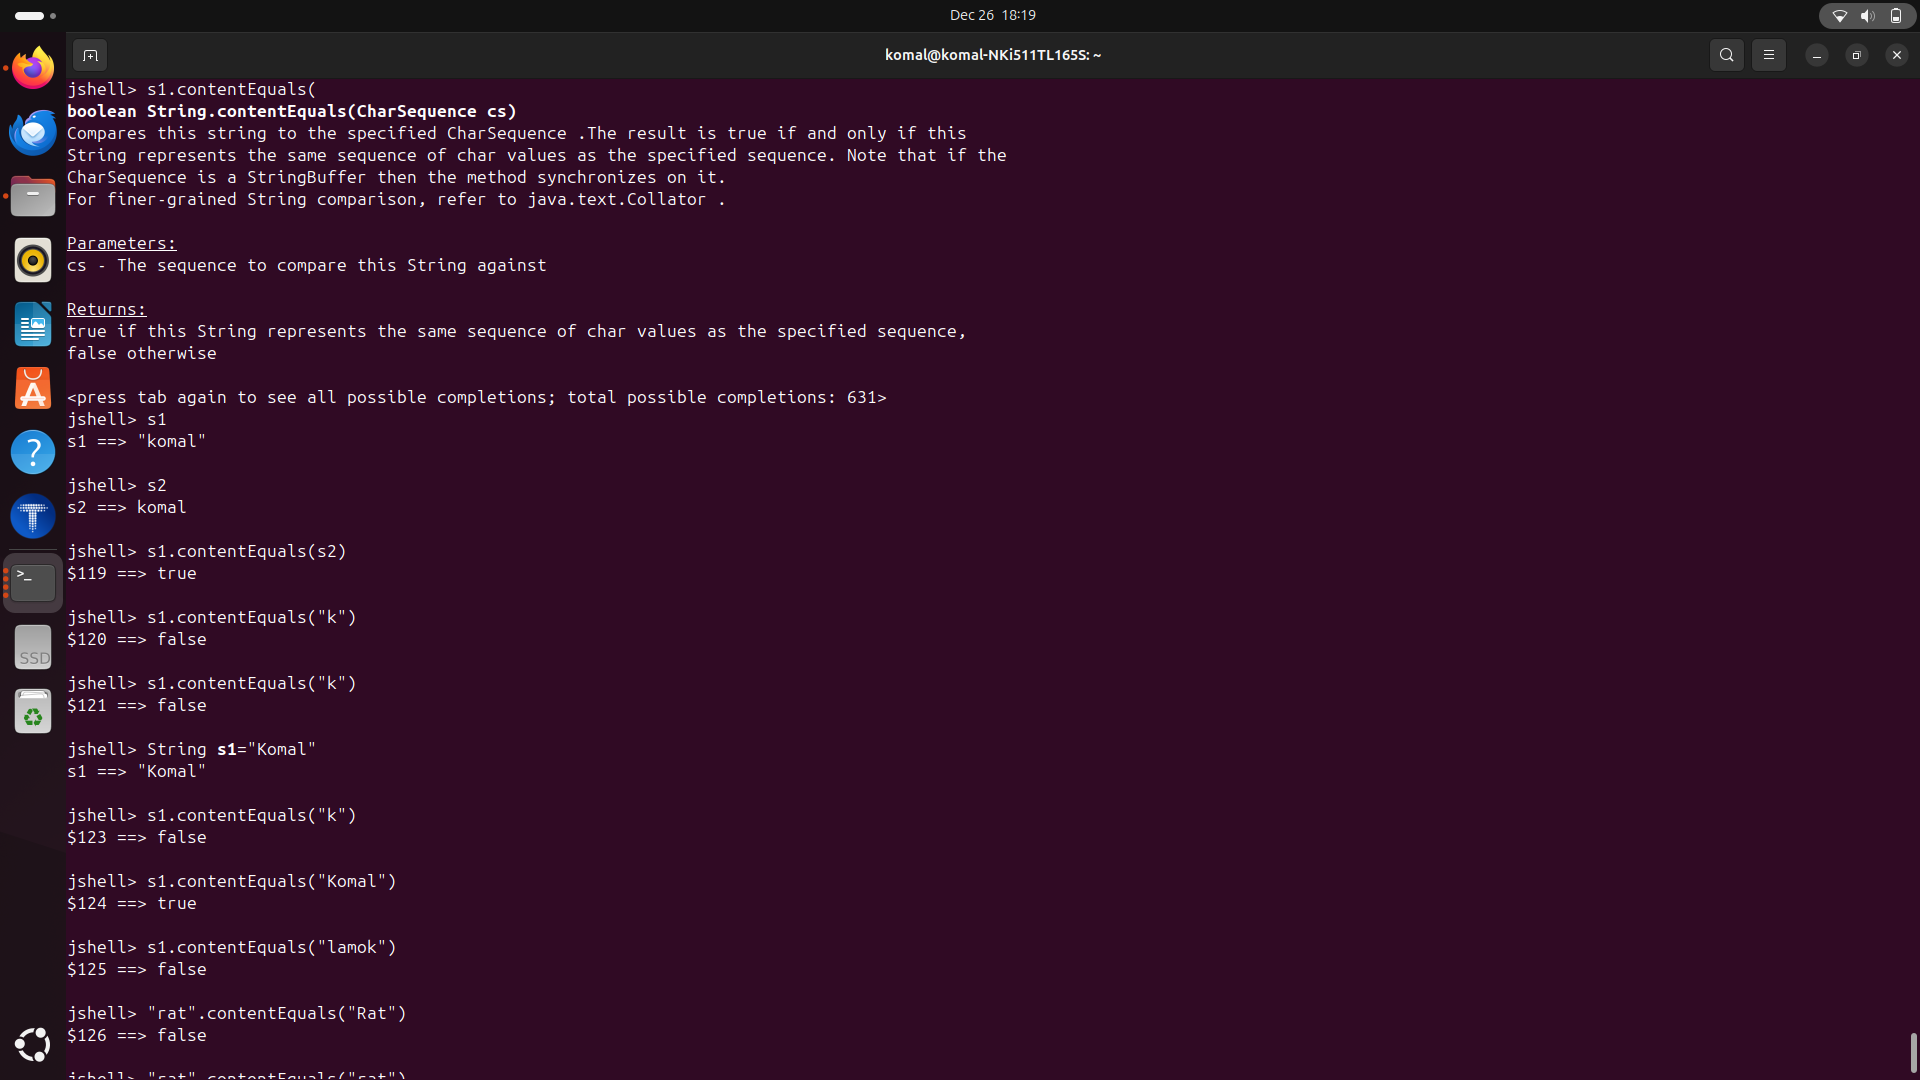 Dec 26 18:19
komal@komal-NKi511TL165S: ~
jshell> s1.contentEquals(
boolean String.contentEquals(CharSequence cs)
Compares this string to the specified CharSequence .The result is true if and only if this
String represents the same sequence of char values as the specified sequence. Note that if the
CharSequence is a StringBuffer then the method synchronizes on it.
For finer-grained String comparison, refer to java.text.Collator .
Parameters:
cs - The sequence to compare this String against
Returns:
true if this String represents the same sequence of char values as the specified sequence,
false otherwise
<press tab again to see all possible completions; total possible completions: 631>
jshell> s1
s1 ==> "komal"
jshell> s2
s2 ==> komal
jshell> s1.contentEquals(s2)
$119 ==> true
jshell> s1.contentEquals("k")
$120 ==> false
jshell> s1.contentEquals("k")
$121 ==> false
jshell> String s1="Komal"
s1 ==> "Komal"
jshell> s1.contentEquals("k")
$123 ==> false
jshell> s1.contentEquals("Komal")
$124 ==> true
jshell> s1.contentEquals("lamok")
$125 ==> false
jshell> "rat".contentEquals("Rat")
$126 ==> false
jshell> "rat".contentEquals("rat")
SSD